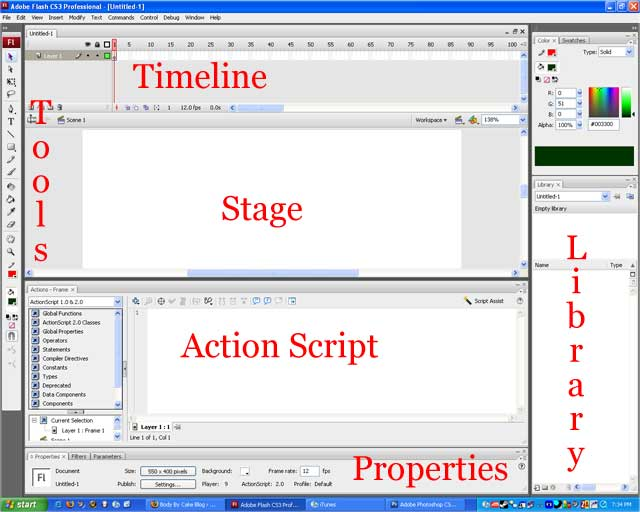 Adobe Flash CS3 Professional - [Untitled-1]
File Edit View Insert Modify Text Commands Control Debug Window Help
Untitled-1
Layer 1
1 5 10 15 20 25 30 35 40 45 50 55 60 65 70 75 80 85 90 95 100
Timeline
1 12.0 fps 0.0s
Scene 1 Workspace 138%
Tools
Stage
Color Swatches
Type: Solid
R: 0
G: 51
B: 0
Alpha: 100% #003300
Library
Untitled-1
Empty library
Name Type
Library
Actions - Frame
ActionScript 1.0 & 2.0
Script Assist
Global Functions
ActionScript 2.0 Classes
Global Properties
Operators
Statements
Compiler Directives
Constants
Types
Deprecated
Data Components
Components
1
Action Script
Current Selection
Layer 1 : Frame 1
Scene 1
Layer 1 : 1
Line 1 of 1, Col 1
Properties Filters Parameters
Fl
Document Size: 550 x 400 pixels Background: Frame rate: 12 fps
Untitled-1 Publish: Settings... Player: 9 ActionScript: 2.0 Profile: Default
Properties
start Body By Cake Blog - Adobe Flash CS3 Prof... iTunes Adobe Photoshop CS... 7:34 PM